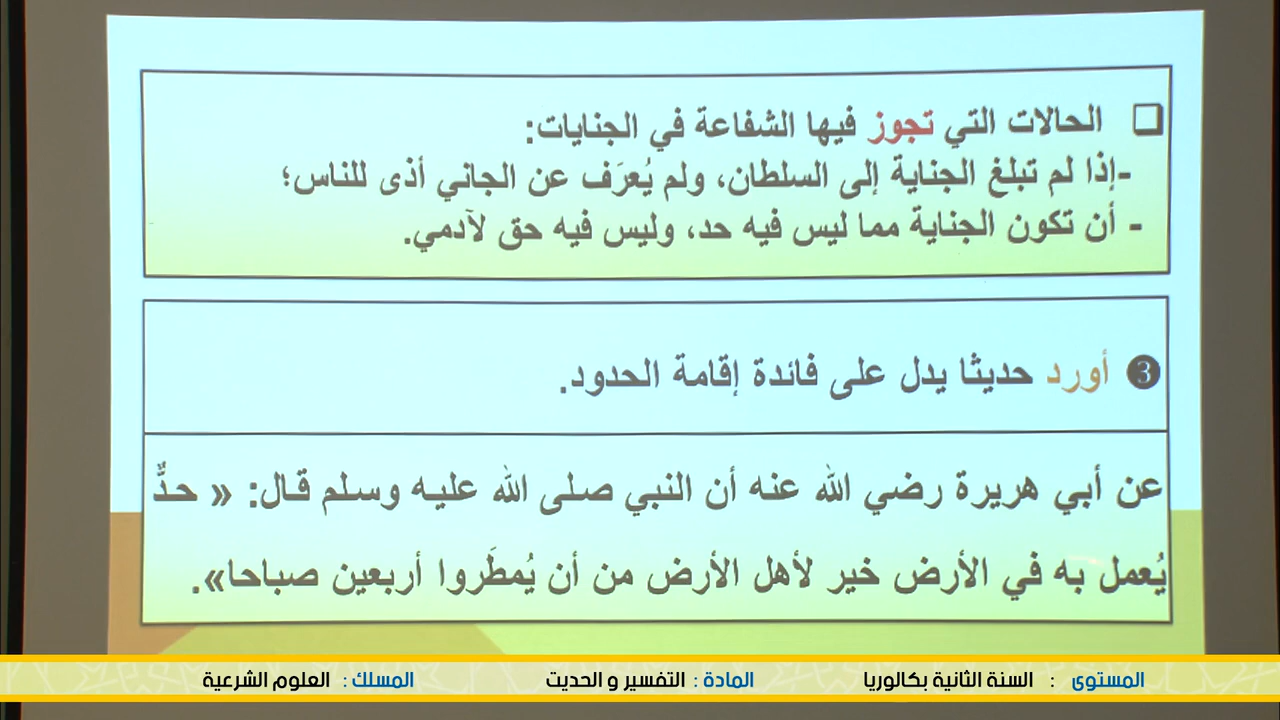 ❑ الحالات التي تجوز فيها الشفاعة في الجنايات:
-إذا لم تبلغ الجناية إلى السلطان، ولم يُعرَف عن الجاني أذى للناس؛
- أن تكون الجناية مما ليس فيه حد، وليس فيه حق لآدمي.
❸ أورد حديثا يدل على فائدة إقامة الحدود.
عن أبي هريرة رضي الله عنه أن النبي صلى الله عليه وسلم قال: « حدٌّ
يُعمل به في الأرض خير لأهل الأرض من أن يُمطَروا أربعين صباحا».
المستوى : السنة الثانية بكالوريا المادة : التفسير و الحديت المسلك : العلوم الشرعية